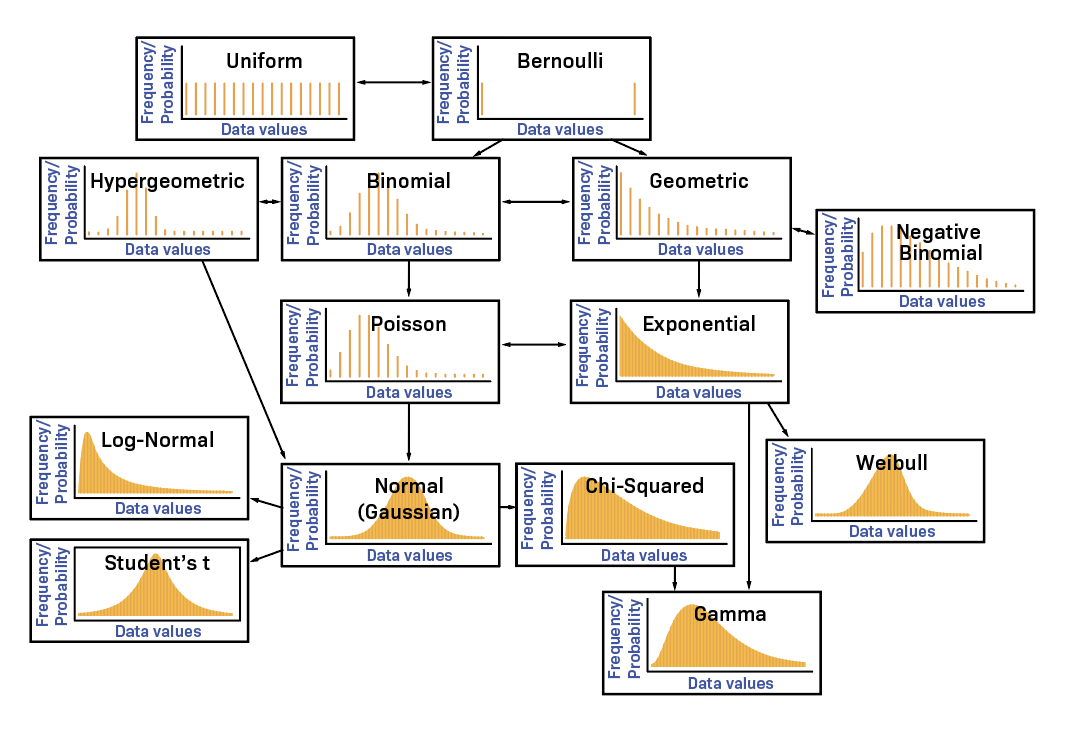 Uniform
Frequency/
Probability
Data values
Bernoulli
Frequency/
Probability
Data values
Hypergeometric
Frequency/
Probability
Data values
Binomial
Frequency/
Probability
Data values
Geometric
Frequency/
Probability
Data values
Negative
Binomial
Frequency/
Probability
Data values
Poisson
Frequency/
Probability
Data values
Exponential
Frequency/
Probability
Data values
Log-Normal
Frequency/
Probability
Data values
Normal
(Gaussian)
Frequency/
Probability
Data values
Chi-Squared
Frequency/
Probability
Data values
Weibull
Frequency/
Probability
Data values
Student's t
Frequency/
Probability
Data values
Gamma
Frequency/
Probability
Data values